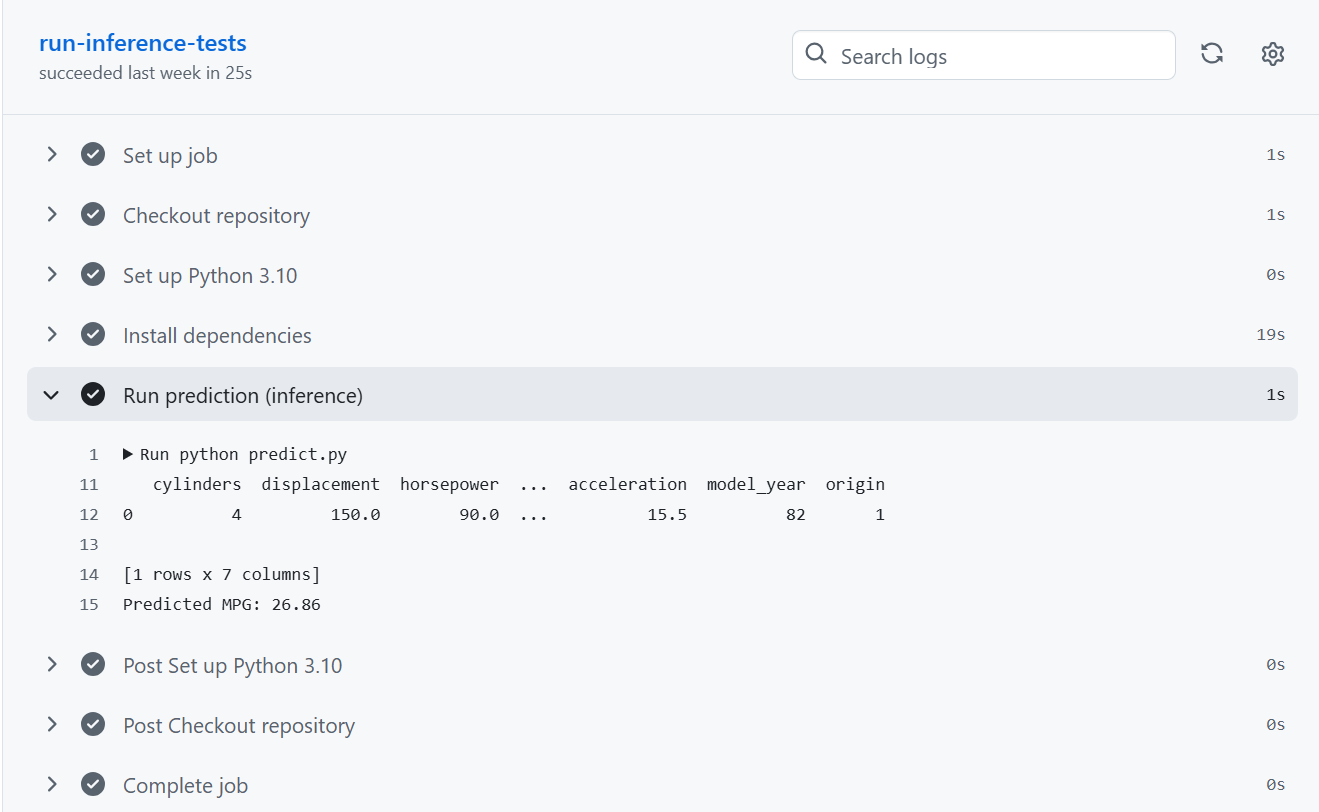 run-inference-tests
succeeded last week in 25s
Search logs
Set up job 1s
Checkout repository 1s
Set up Python 3.10 0s
Install dependencies 19s
Run prediction (inference) 1s
1 Run python predict.py
11 cylinders displacement horsepower ... acceleration model_year origin
12 0 4 150.0 90.0 ... 15.5 82 1
13
14 [1 rows x 7 columns]
15 Predicted MPG: 26.86
Post Set up Python 3.10 0s
Post Checkout repository 0s
Complete job 0s